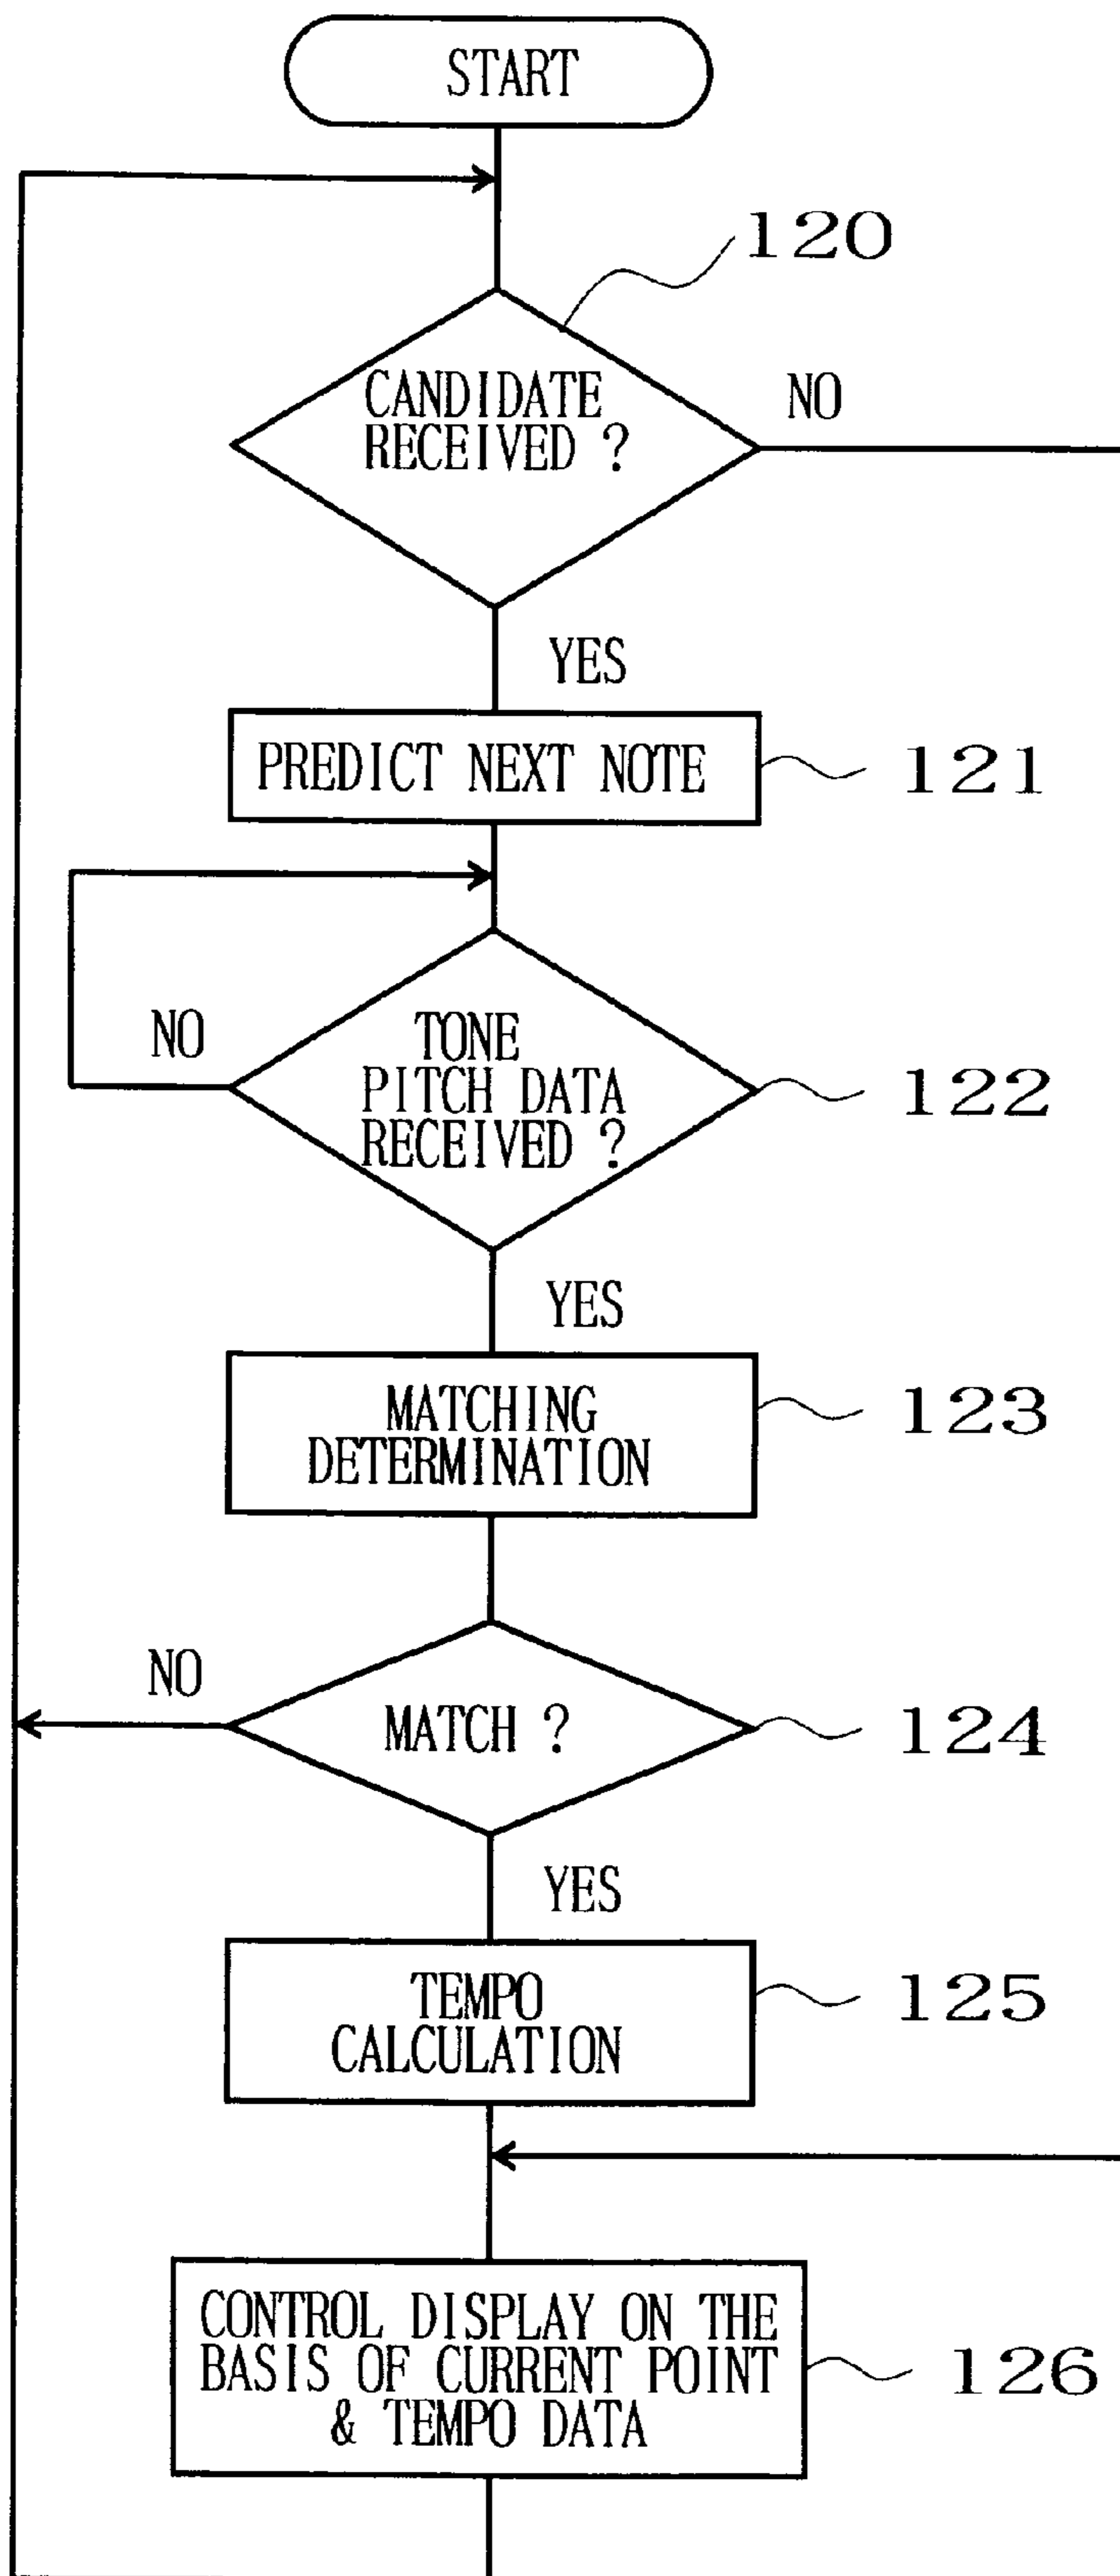 START
120
CANDIDATE
RECEIVED ?
NO
YES
PREDICT NEXT NOTE
121
NO
TONE
PITCH DATA
RECEIVED ?
122
YES
MATCHING
DETERMINATION
123
NO
MATCH ?
124
YES
TEMPO
CALCULATION
125
CONTROL DISPLAY ON THE
BASIS OF CURRENT POINT
& TEMPO DATA
126